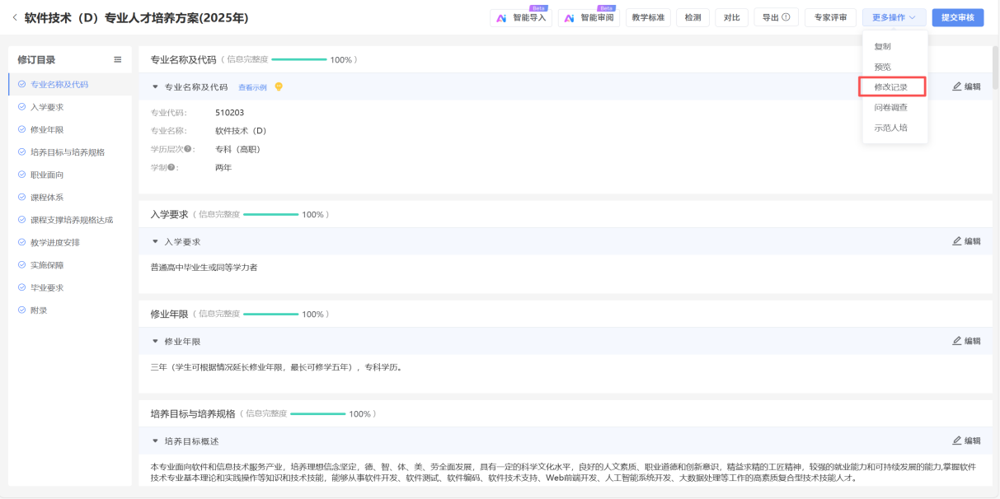 软件技术（D）专业人才培养方案(2025年)
Beta
智能导入
Beta
智能审阅
教学标准
检测
对比
导出
专家评审
更多操作
提交审核
复制
预览
修改记录
问卷调查
示范人培
修订目录
专业名称及代码
入学要求
修业年限
培养目标与培养规格
职业面向
课程体系
课程支撑培养规格达成
教学进度安排
实施保障
毕业要求
附录
专业名称及代码（信息完整度 100%）
专业名称及代码 查看示例 编辑
专业代码： 510203
专业名称： 软件技术（D）
学历层次?： 专科（高职）
学制?： 两年
入学要求（信息完整度 100%）
入学要求 编辑
普通高中毕业生或同等学力者
修业年限（信息完整度 100%）
修业年限 编辑
三年（学生可根据情况延长修业年限，最长可修学五年），专科学历。
培养目标与培养规格（信息完整度 100%）
培养目标概述 编辑
本专业面向软件和信息技术服务产业，培养理想信念坚定，德、智、体、美、劳全面发展，具有一定的科学文化水平，良好的人文素质、职业道德和创新意识，精益求精的工匠精神，较强的就业能力和可持续发展的能力,掌握软件
技术专业基本理论和实践操作等知识和技术技能，能够从事软件开发、软件测试、软件编码、软件技术支持、Web前端开发、人工智能系统开发、大数据处理等工作的高素质复合型技术技能人才。